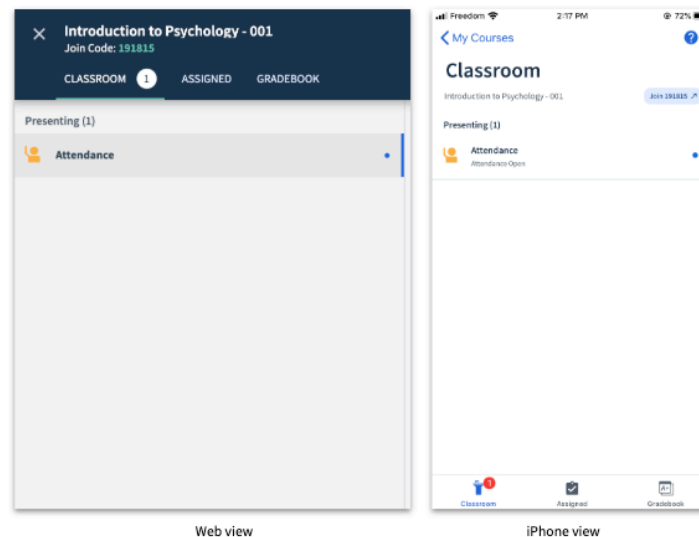 Introduction to Psychology - 001
Join Code: 191815
CLASSROOM 1 ASSIGNED GRADEBOOK
Presenting (1)
Attendance
Web view
Freedom 2:17 PM 72%
My Courses
?
Classroom
Introduction to Psychology - 001 Join 191815
Presenting (1)
Attendance
Attendance Open
1
A+
Classroom Assigned Gradebook
iPhone view